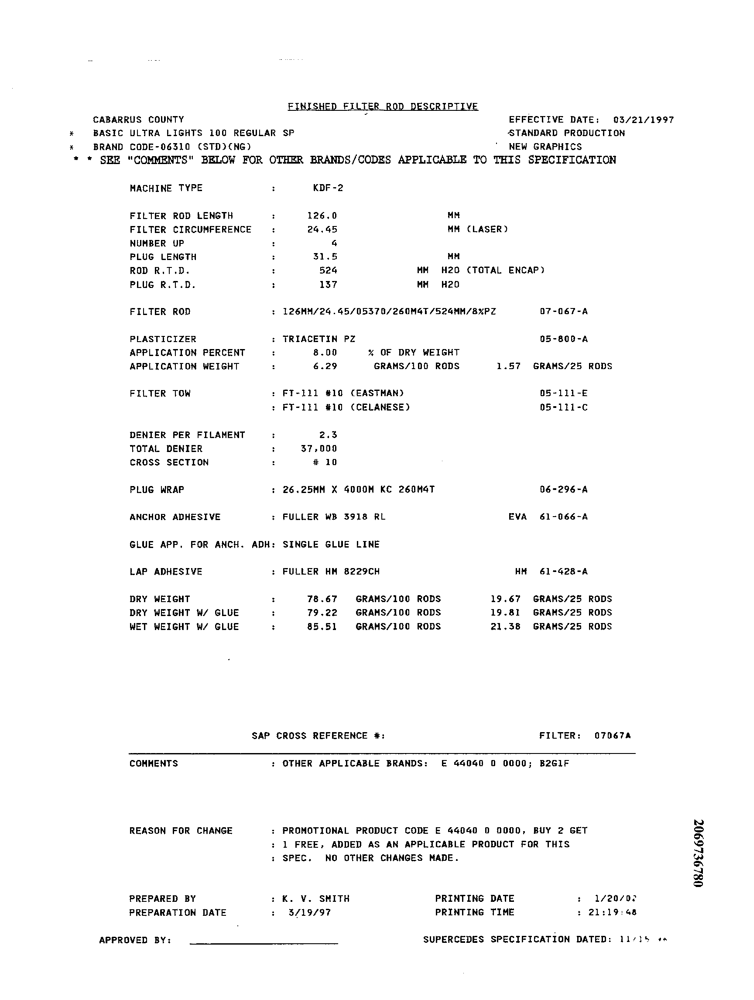 FINISHED FILTER ROD DESCRIPTIVE
CABARRUS COUNTY EFFECTIVE DATE: 03/21/1997
* BASIC ULTRA LIGHTS 100 REGULAR SP STANDARD PRODUCTION
* BRAND CODE-06310 (STD)(NG) NEW GRAPHICS
* * SEE "COMMENTS" BELOW FOR OTHER BRANDS/CODES APPLICABLE TO THIS SPECIFICATION
MACHINE TYPE : KDF-2
FILTER ROD LENGTH : 126.0 MM
FILTER CIRCUMFERENCE : 24.45 MM (LASER)
NUMBER UP : 4
PLUG LENGTH : 31.5 MM
ROD R.T.D. : 524 MM H2O (TOTAL ENCAP)
PLUG R.T.D. : 137 MM H2O
FILTER ROD : 126MM/24.45/05370/260M4T/524MM/8%PZ 07-067-A
PLASTICIZER : TRIACETIN PZ 05-800-A
APPLICATION PERCENT : 8.00 % OF DRY WEIGHT
APPLICATION WEIGHT : 6.29 GRAMS/100 RODS 1.57 GRAMS/25 RODS
FILTER TOW : FT-111 #10 (EASTMAN) 05-111-E
: FT-111 #10 (CELANESE) 05-111-C
DENIER PER FILAMENT : 2.3
TOTAL DENIER : 37,000
CROSS SECTION : # 10
PLUG WRAP : 26.25MM X 4000M KC 260M4T 06-296-A
ANCHOR ADHESIVE : FULLER WB 3918 RL EVA 61-066-A
GLUE APP. FOR ANCH. ADH: SINGLE GLUE LINE
LAP ADHESIVE : FULLER HM 8229CH HM 61-428-A
DRY WEIGHT : 78.67 GRAMS/100 RODS 19.67 GRAMS/25 RODS
DRY WEIGHT W/ GLUE : 79.22 GRAMS/100 RODS 19.81 GRAMS/25 RODS
WET WEIGHT W/ GLUE : 85.51 GRAMS/100 RODS 21.38 GRAMS/25 RODS
SAP CROSS REFERENCE #: FILTER: 07067A
COMMENTS : OTHER APPLICABLE BRANDS: E 44040 0 0000; B2G1F
REASON FOR CHANGE : PROMOTIONAL PRODUCT CODE E 44040 0 0000, BUY 2 GET
: 1 FREE, ADDED AS AN APPLICABLE PRODUCT FOR THIS
: SPEC. NO OTHER CHANGES MADE.
PREPARED BY : K. V. SMITH PRINTING DATE :
PREPARATION DATE : 3/19/97 PRINTING TIME : 21:19:48
APPROVED BY: SUPERCEDES SPECIFICATION DATED:
2069736780